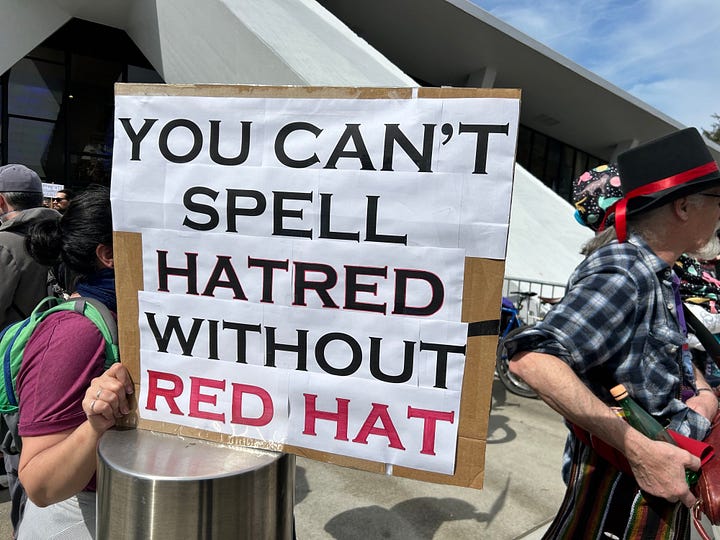 YOU CAN'T
SPELL
HATRED
WITHOUT
RED HAT